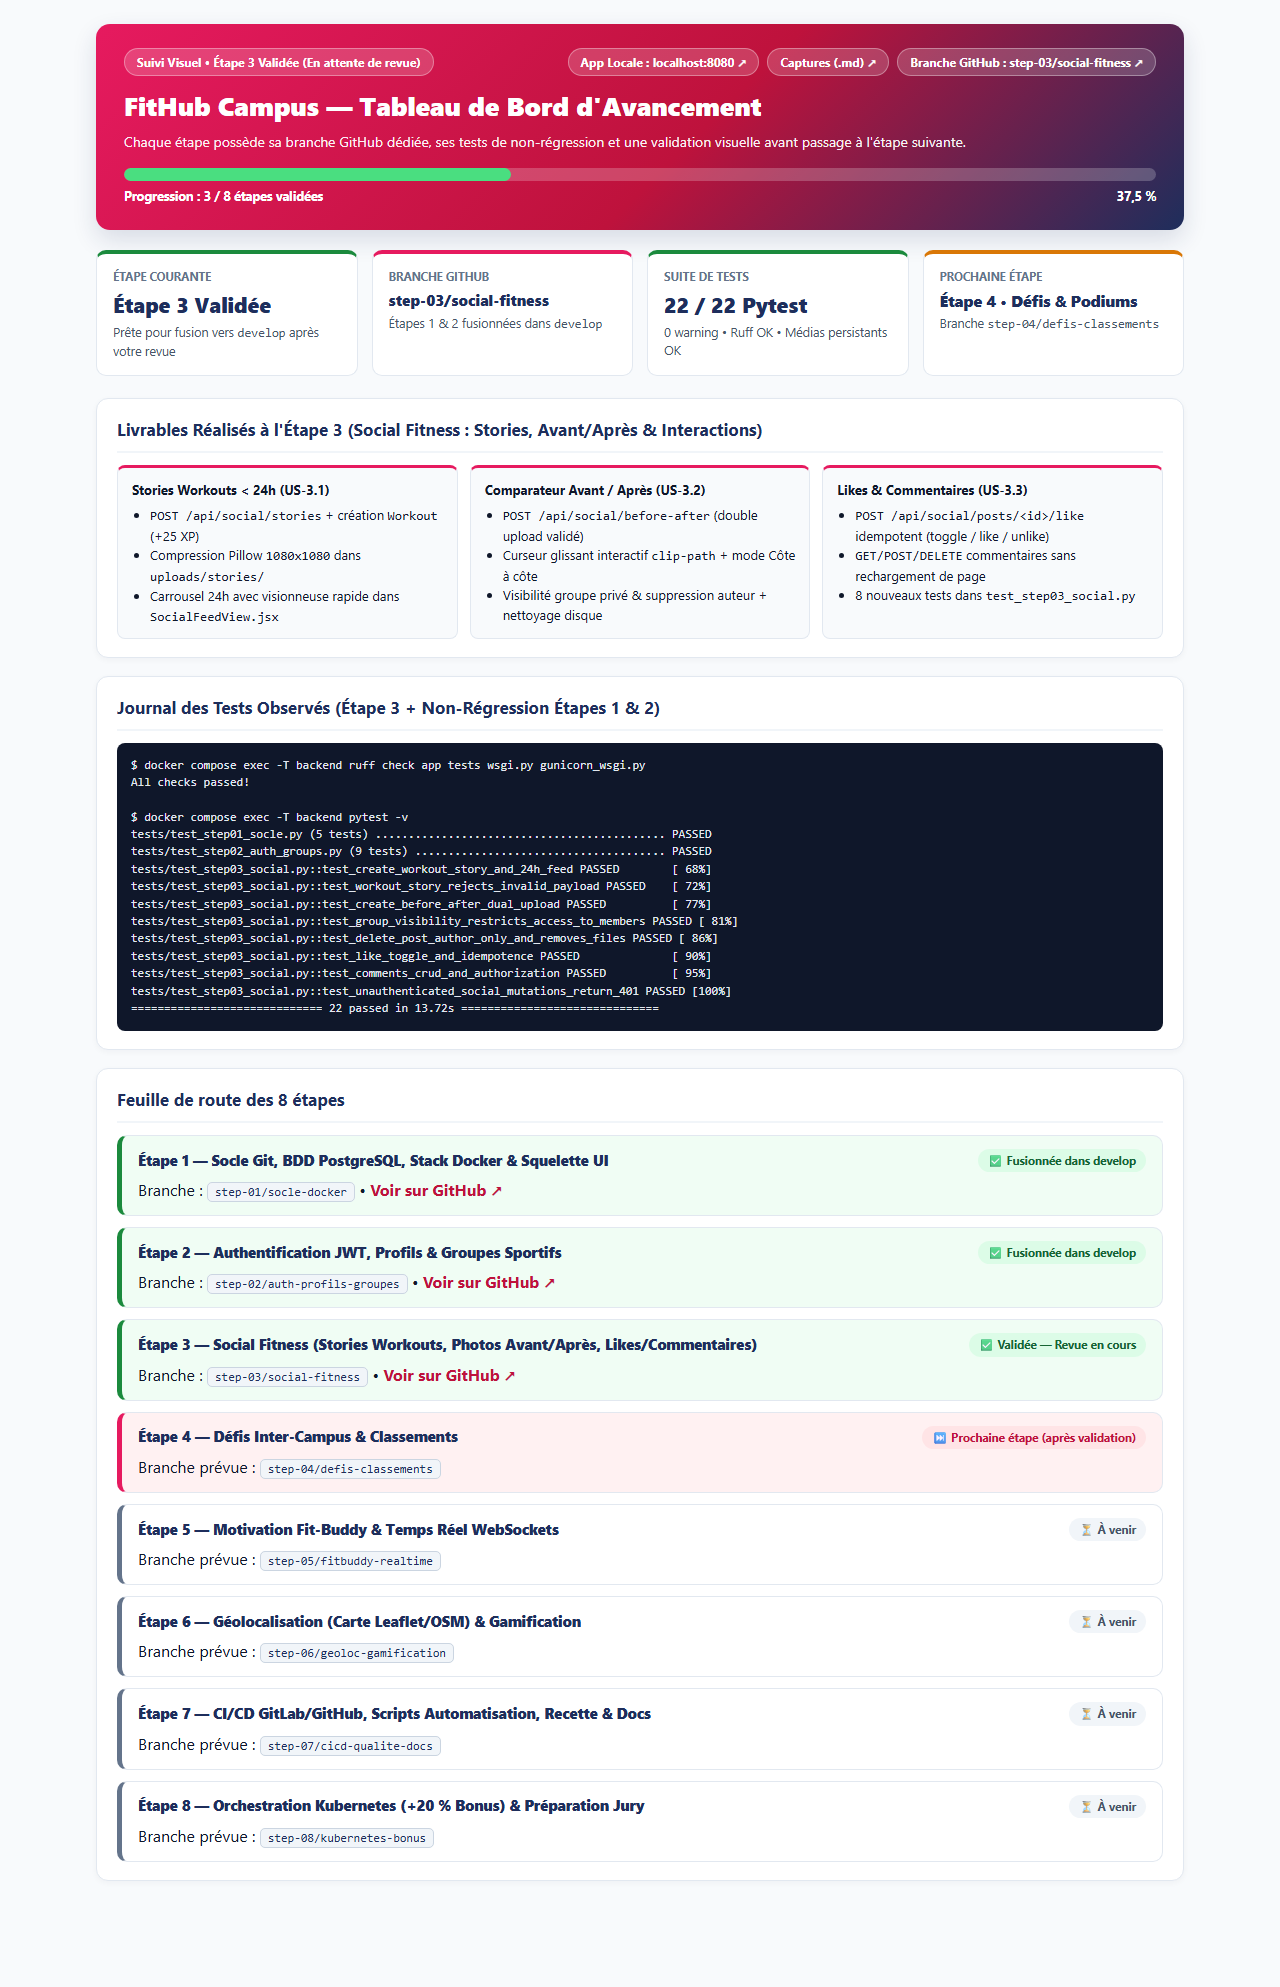 Suivi Visuel • Étape 3 Validée (En attente de revue)
App Locale : localhost:8080 ↗
Captures (.md) ↗
Branche GitHub : step-03/social-fitness ↗
FitHub Campus — Tableau de Bord d'Avancement
Chaque étape possède sa branche GitHub dédiée, ses tests de non-régression et une validation visuelle avant passage à l'étape suivante.
Progression : 3 / 8 étapes validées
37,5 %
ÉTAPE COURANTE
Étape 3 Validée
Prête pour fusion vers develop après
votre revue
BRANCHE GITHUB
step-03/social-fitness
Étapes 1 & 2 fusionnées dans develop
SUITE DE TESTS
22 / 22 Pytest
0 warning • Ruff OK • Médias persistants
OK
PROCHAINE ÉTAPE
Étape 4 • Défis & Podiums
Branche step-04/defis-classements
Livrables Réalisés à l'Étape 3 (Social Fitness : Stories, Avant/Après & Interactions)
Stories Workouts < 24h (US-3.1)
• POST /api/social/stories + création Workout
(+25 XP)
• Compression Pillow 1080x1080 dans
uploads/stories/
• Carrousel 24h avec visionneuse rapide dans
SocialFeedView.jsx
Comparateur Avant / Après (US-3.2)
• POST /api/social/before-after (double
upload validé)
• Curseur glissant interactif clip-path + mode Côte
à côte
• Visibilité groupe privé & suppression auteur +
nettoyage disque
Likes & Commentaires (US-3.3)
• POST /api/social/posts/<id>/like
idempotent (toggle / like / unlike)
• GET/POST/DELETE commentaires sans
rechargement de page
• 8 nouveaux tests dans test_step03_social.py
Journal des Tests Observés (Étape 3 + Non-Régression Étapes 1 & 2)
$ docker compose exec -T backend ruff check app tests wsgi.py gunicorn_wsgi.py
All checks passed!
$ docker compose exec -T backend pytest -v
tests/test_step01_socle.py (5 tests) ............................................ PASSED
tests/test_step02_auth_groups.py (9 tests) ...................................... PASSED
tests/test_step03_social.py::test_create_workout_story_and_24h_feed PASSED        [ 68%]
tests/test_step03_social.py::test_workout_story_rejects_invalid_payload PASSED    [ 72%]
tests/test_step03_social.py::test_create_before_after_dual_upload PASSED          [ 77%]
tests/test_step03_social.py::test_group_visibility_restricts_access_to_members PASSED [ 81%]
tests/test_step03_social.py::test_delete_post_author_only_and_removes_files PASSED [ 86%]
tests/test_step03_social.py::test_like_toggle_and_idempotence PASSED              [ 90%]
tests/test_step03_social.py::test_comments_crud_and_authorization PASSED          [ 95%]
tests/test_step03_social.py::test_unauthenticated_social_mutations_return_401 PASSED [100%]
============================= 22 passed in 13.72s ==============================
Feuille de route des 8 étapes
Étape 1 — Socle Git, BDD PostgreSQL, Stack Docker & Squelette UI
✅ Fusionnée dans develop
Branche : step-01/socle-docker • Voir sur GitHub ↗
Étape 2 — Authentification JWT, Profils & Groupes Sportifs
✅ Fusionnée dans develop
Branche : step-02/auth-profils-groupes • Voir sur GitHub ↗
Étape 3 — Social Fitness (Stories Workouts, Photos Avant/Après, Likes/Commentaires)
✅ Validée — Revue en cours
Branche : step-03/social-fitness • Voir sur GitHub ↗
Étape 4 — Défis Inter-Campus & Classements
⏭️ Prochaine étape (après validation)
Branche prévue : step-04/defis-classements
Étape 5 — Motivation Fit-Buddy & Temps Réel WebSockets
⏳ À venir
Branche prévue : step-05/fitbuddy-realtime
Étape 6 — Géolocalisation (Carte Leaflet/OSM) & Gamification
⏳ À venir
Branche prévue : step-06/geoloc-gamification
Étape 7 — CI/CD GitLab/GitHub, Scripts Automatisation, Recette & Docs
⏳ À venir
Branche prévue : step-07/cicd-qualite-docs
Étape 8 — Orchestration Kubernetes (+20 % Bonus) & Préparation Jury
⏳ À venir
Branche prévue : step-08/kubernetes-bonus